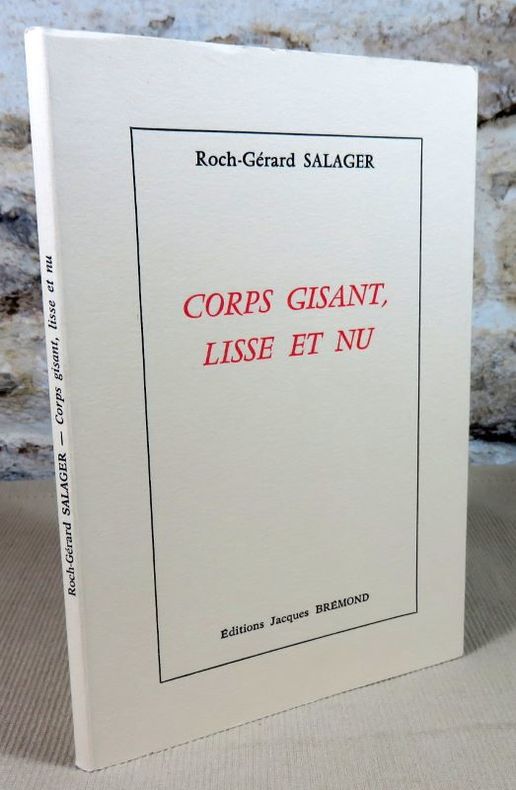 Roch-Gérard SALAGER
CORPS GISANT,
LISSE ET NU
Éditions Jacques BRÉMOND
Roch-Gérard SALAGER — Corps gisant, lisse et nu